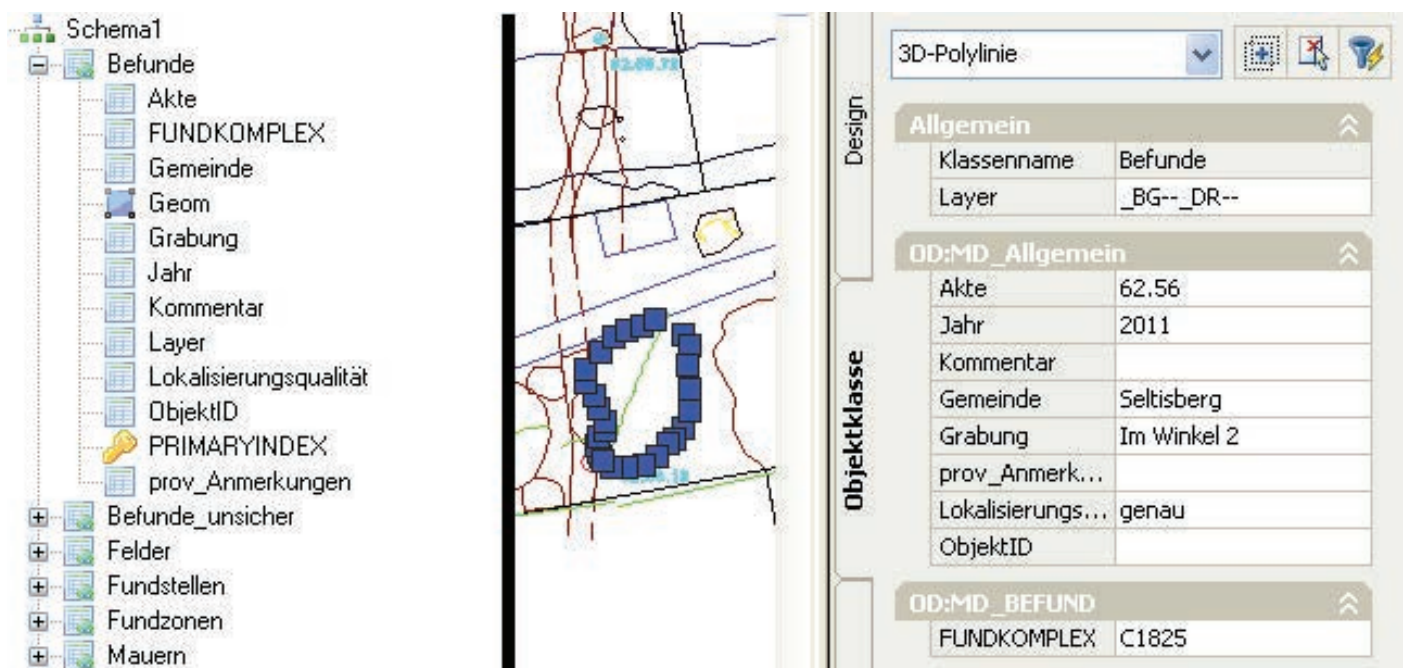 Schema1
Befunde
Akte
FUNDKOMPLEX
Gemeinde
Geom
Grabung
Jahr
Kommentar
Layer
Lokalisierungsqualität
ObjektID
PRIMARYINDEX
prov_Anmerkungen
Befunde_unsicher
Felder
Fundstellen
Fundzonen
Mauern
Design
Objektklasse
3D-Polylinie
Allgemein
Klassenname Befunde
Layer _BG--_DR--
OD:MD_Allgemein
Akte 62.56
Jahr 2011
Kommentar
Gemeinde Seltisberg
Grabung Im Winkel 2
prov_Anmerk...
Lokalisierungs... genau
ObjektID
OD:MD_BEFUND
FUNDKOMPLEX C1825